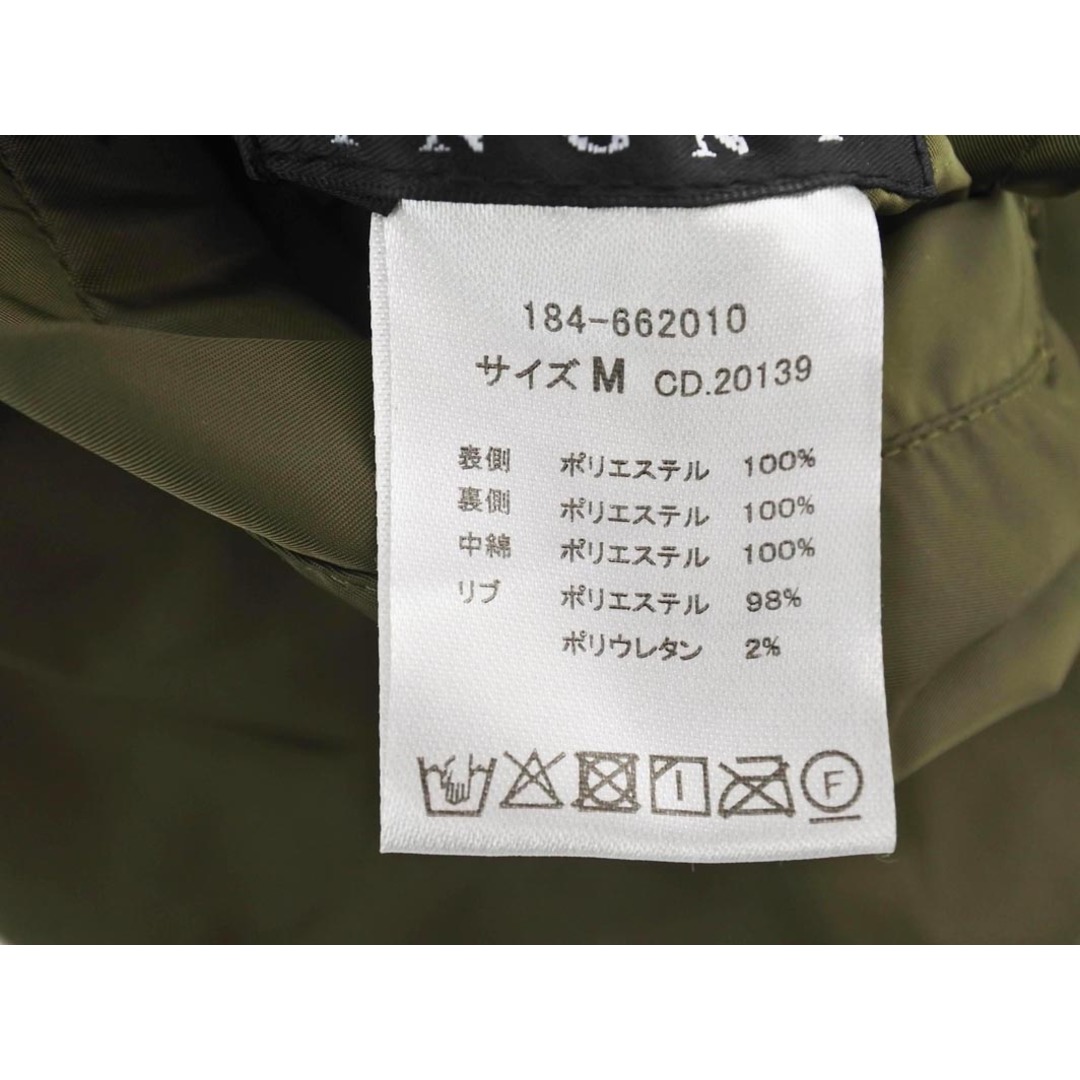 184-662010
サイズ M CD.20139
表側 ポリエステル 100%
裏側 ポリエステル 100%
中綿 ポリエステル 100%
リブ ポリエステル 98%
ポリウレタン 2%
F